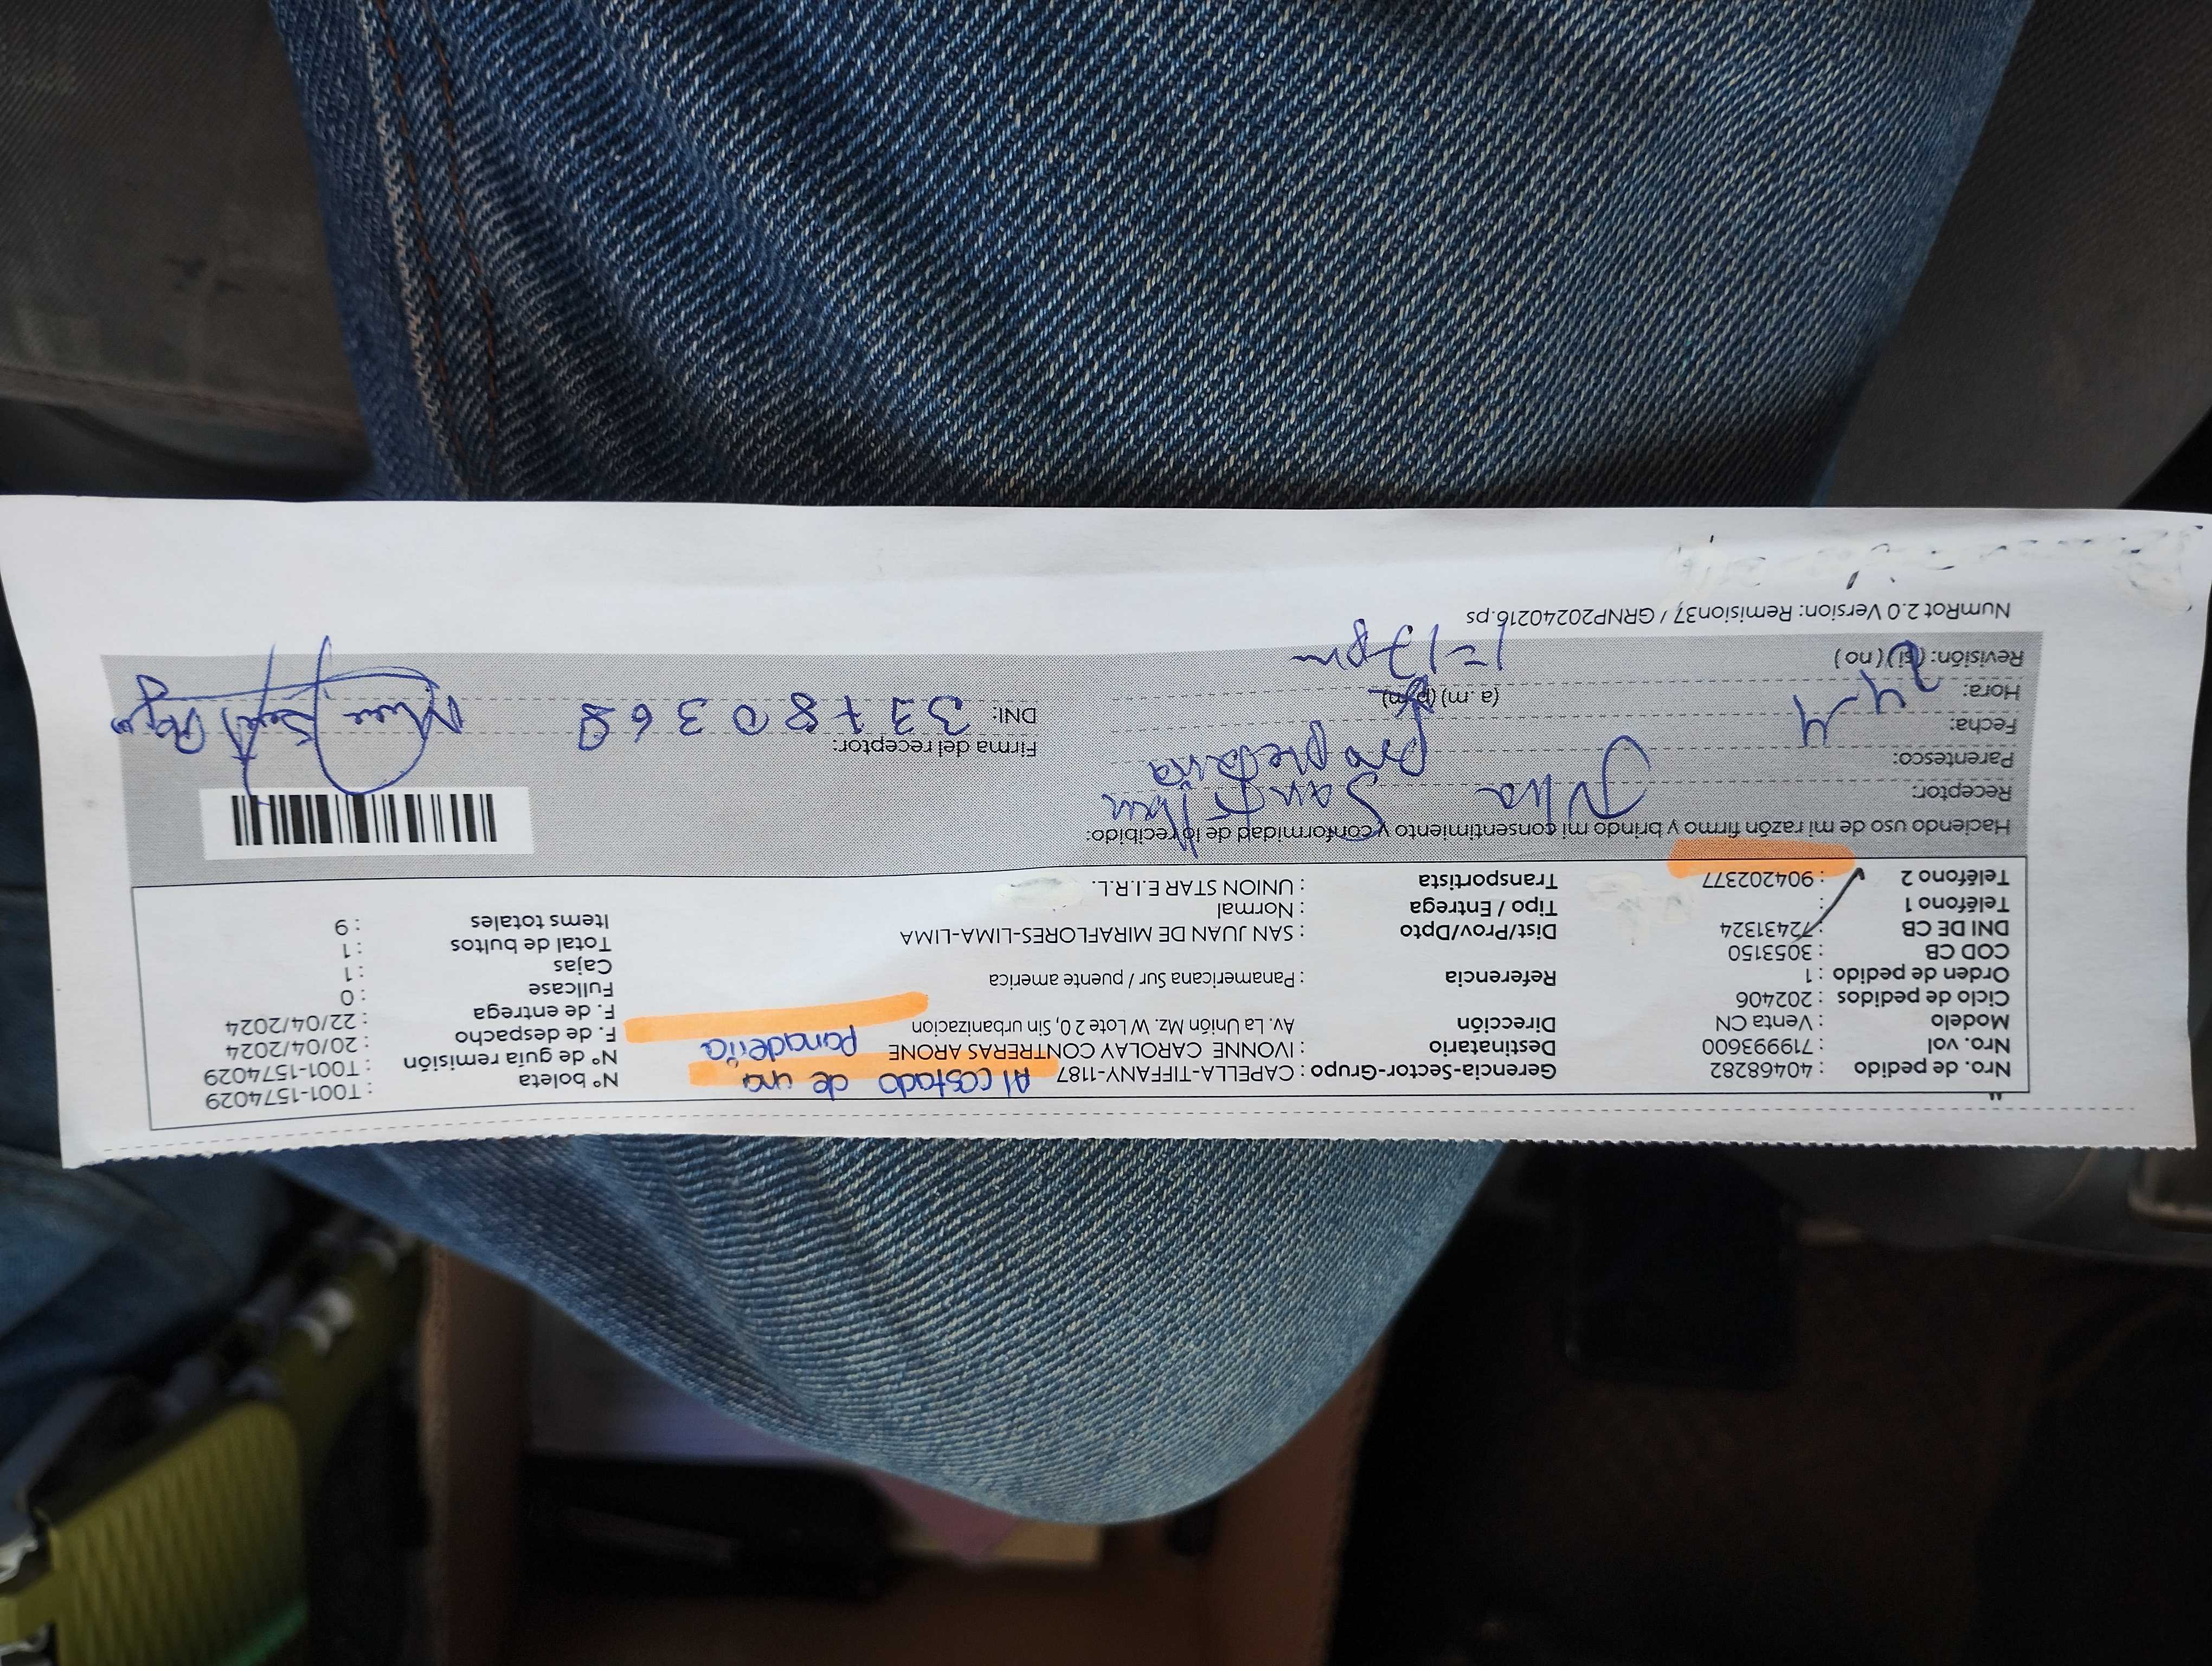 Nro. de pedido : 40468282 Gerencia-Sector-Grupo : CAPELLA-TIFFANY-1187 Al costado de una Nº boleta : T001-1574029
Nro. vol : 719993600 Destinatario : IVONNE CAROLAY CONTRERAS ARONE panadería Nº de guía remisión : T001-1574029
Modelo : Venta CN Dirección Av. La Unión Mz. W Lote 20, Sin urbanizacion F. de despacho : 20/04/2024
Ciclo de pedidos : 202406 F. de entrega : 22/04/2024
Orden de pedido : 1 Referencia : Panamericana Sur / puente america Fullcase : 0
COD CB : 3053150 Cajas : 1
DNI DE CB : 72431324 Dist/Prov/Dpto : SAN JUAN DE MIRAFLORES-LIMA-LIMA Total de bultos : 1
Teléfono 1 : Tipo / Entrega : Normal Items totales : 9
Teléfono 2 : 904202377 Transportista : UNION STAR E.I.R.L.
Haciendo uso de mi razón firmo y brindo mi consentimiento y conformidad de lo recibido:
Receptor:
Parentesco: propietaria
Fecha: 24-4 Firma del receptor:
Hora: (a.m) (p.m) DNI:
Revisión: (si) (no) 1=17 pm
NumRot 2.0 Version: Remision37 / GRNP20240216.ps